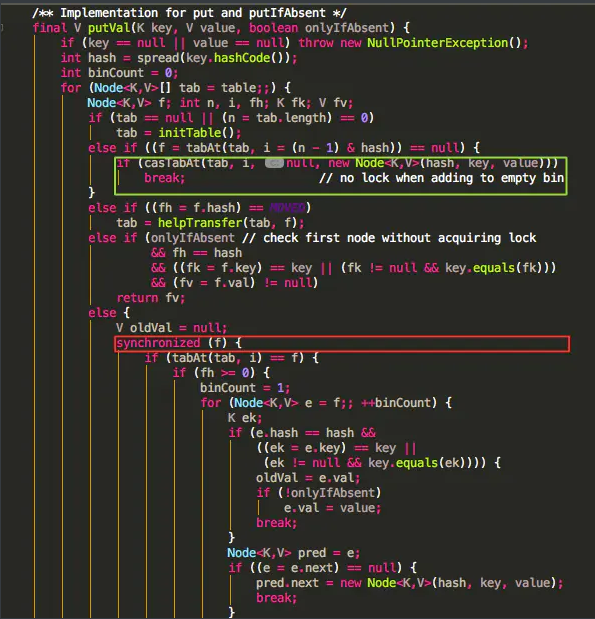 /** Implementation for put and putIfAbsent */
final V putVal(K key, V value, boolean onlyIfAbsent) {
    if (key == null || value == null) throw new NullPointerException();
    int hash = spread(key.hashCode());
    int binCount = 0;
    for (Node<K,V>[] tab = table;;) {
        Node<K,V> f; int n, i, fh; K fk; V fv;
        if (tab == null || (n = tab.length) == 0)
            tab = initTable();
        else if ((f = tabAt(tab, i = (n - 1) & hash)) == null) {
            if (casTabAt(tab, i, c: null, new Node<K,V>(hash, key, value)))
                break;                   // no lock when adding to empty bin
        }
        else if ((fh = f.hash) == MOVED)
            tab = helpTransfer(tab, f);
        else if (onlyIfAbsent // check first node without acquiring lock
                 && fh == hash
                 && ((fk = f.key) == key || (fk != null && key.equals(fk)))
                 && (fv = f.val) != null)
            return fv;
        else {
            V oldVal = null;
            synchronized (f) {
                if (tabAt(tab, i) == f) {
                    if (fh >= 0) {
                        binCount = 1;
                        for (Node<K,V> e = f;; ++binCount) {
                            K ek;
                            if (e.hash == hash &&
                                ((ek = e.key) == key ||
                                 (ek != null && key.equals(ek)))) {
                                oldVal = e.val;
                                if (!onlyIfAbsent)
                                    e.val = value;
                                break;
                            }
                            Node<K,V> pred = e;
                            if ((e = e.next) == null) {
                                pred.next = new Node<K,V>(hash, key, value);
                                break;
                            }